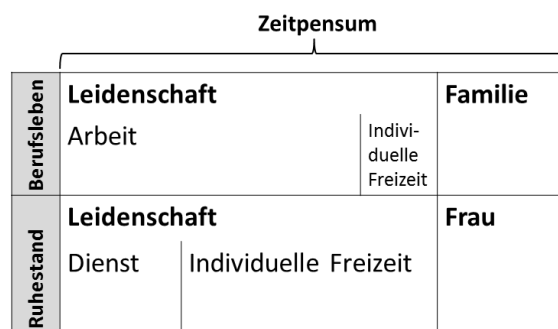 Zeitpensum
Berufsleben
Leidenschaft
Familie
Arbeit
Indivi-
duelle
Freizeit
Ruhestand
Leidenschaft
Frau
Dienst
Individuelle Freizeit